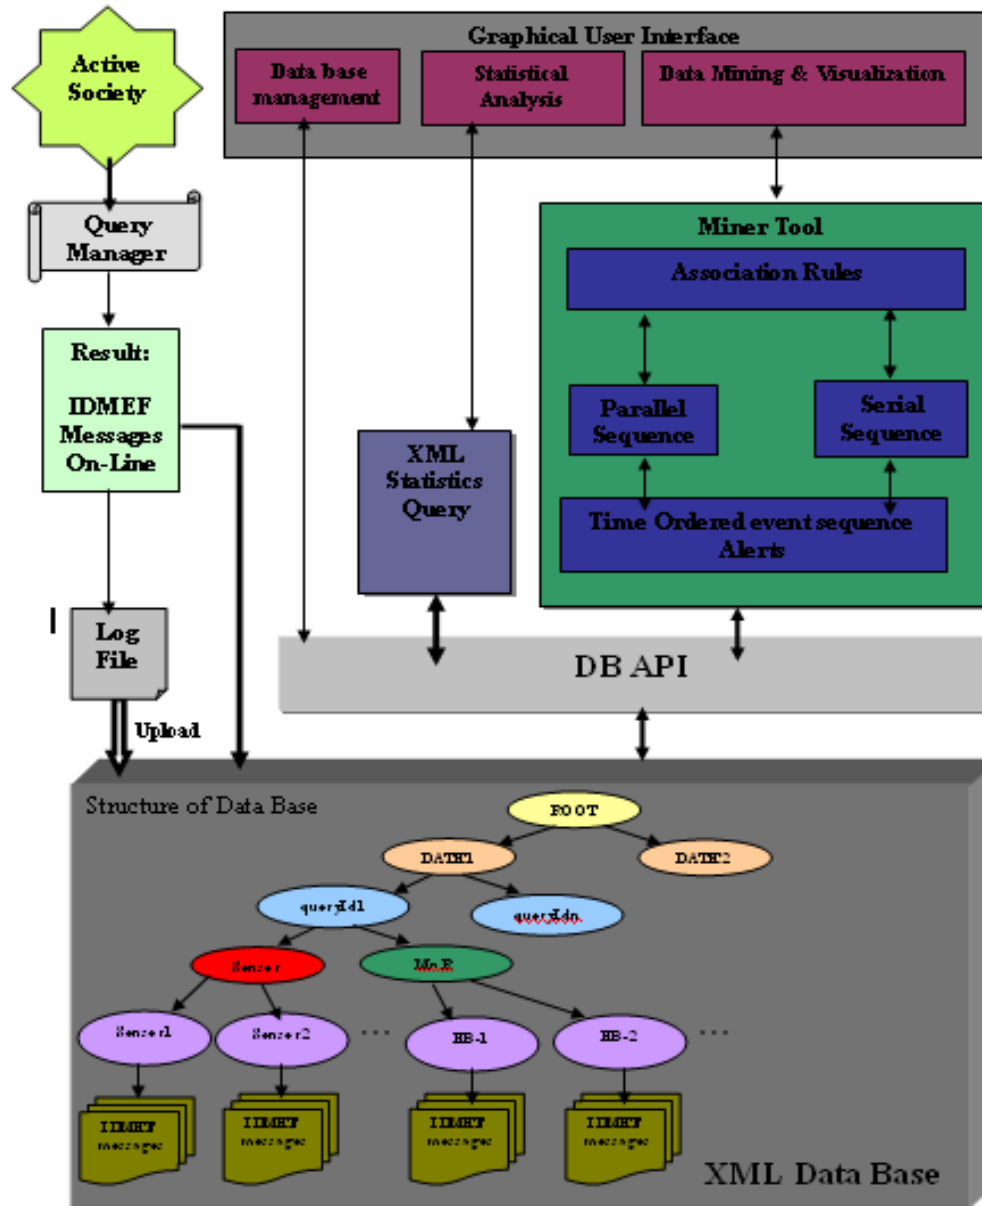 Active
Society
Query
Manager
Result:
IDMEF
Messages
On-Line
Log
File
Upload
Graphical User Interface
Data base
management
Statistical
Analysis
Data Mining & Visualization
Miner Tool
Association Rules
Parallel
Sequence
Serial
Sequence
Time Ordered event sequence
Alerts
XML
Statistics
Query
DB API
Structure of Data Base
ROOT
DATE1
DATE2
queryId1
queryIdn
Sensor
Sensor1
Sensor2
...
HB-1
HB-2
...
IDMEF
messages
IDMEF
messages
IDMEF
messages
IDMEF
messages
XML Data Base